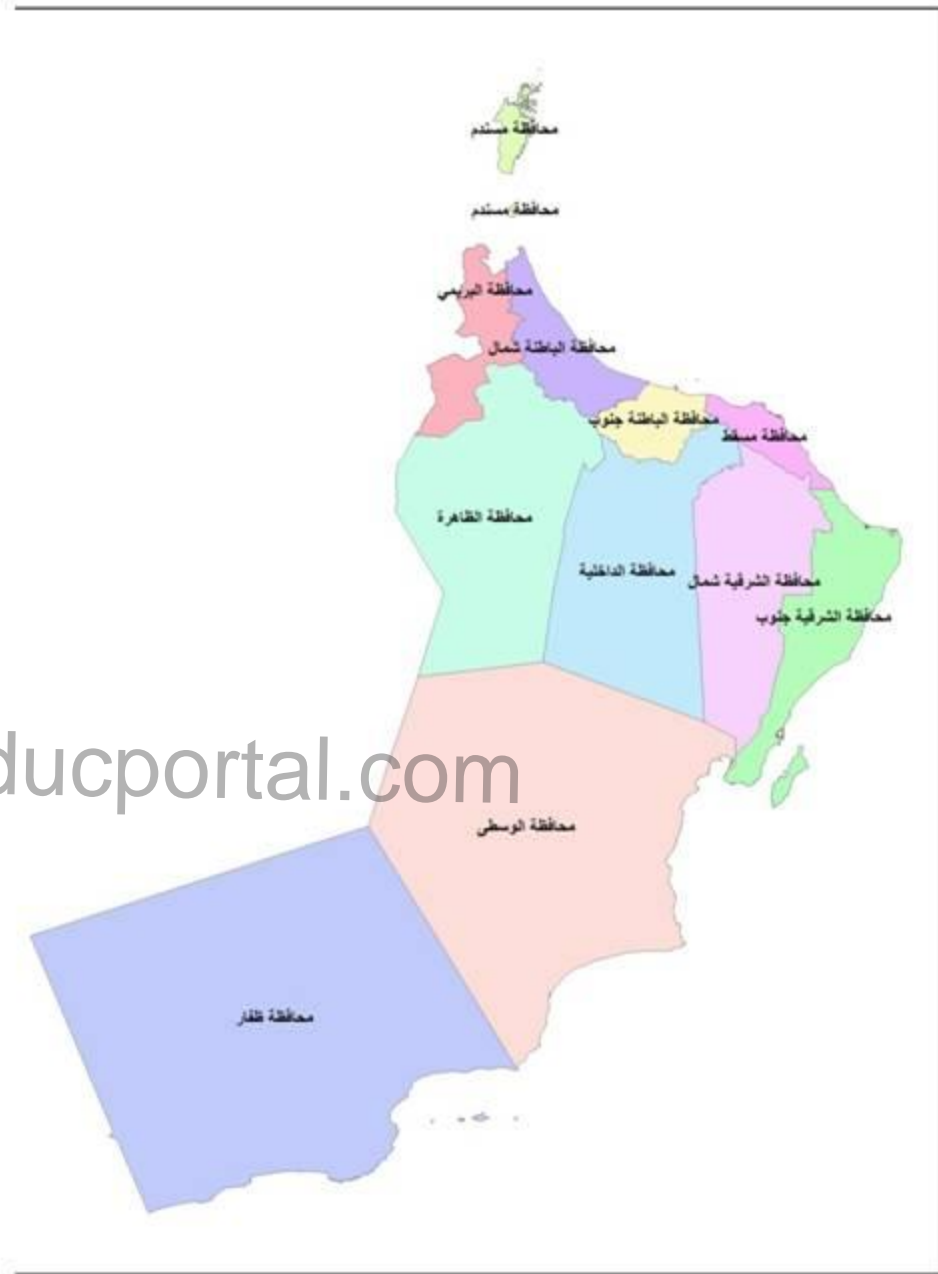 محافظة مسندم
محافظة مسندم
محافظة البريمي
محافظة الباطنة شمال
محافظة الباطنة جنوب
محافظة مسقط
محافظة الظاهرة
محافظة الداخلية
محافظة الشرقية شمال
محافظة الشرقية جنوب
ducportal.com
محافظة الوسطى
محافظة ظفار